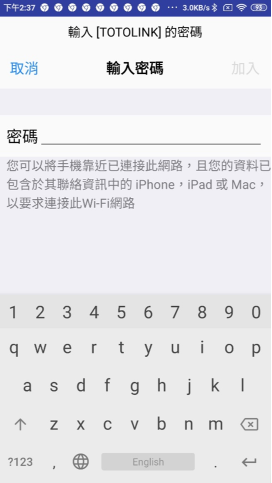 下午2:37 ··· 3.0KB/s
輸入 [TOTOLINK] 的密碼
取消 輸入密碼 加入
密碼
您可以將手機靠近已連接此網路，且您的資料已
包含於其聯絡資訊中的 iPhone，iPad 或 Mac，
以要求連接此Wi-Fi網路
1 2 3 4 5 6 7 8 9 0
q w e r t y u i o p
a s d f g h j k l
z x c v b n m
?123 , English .